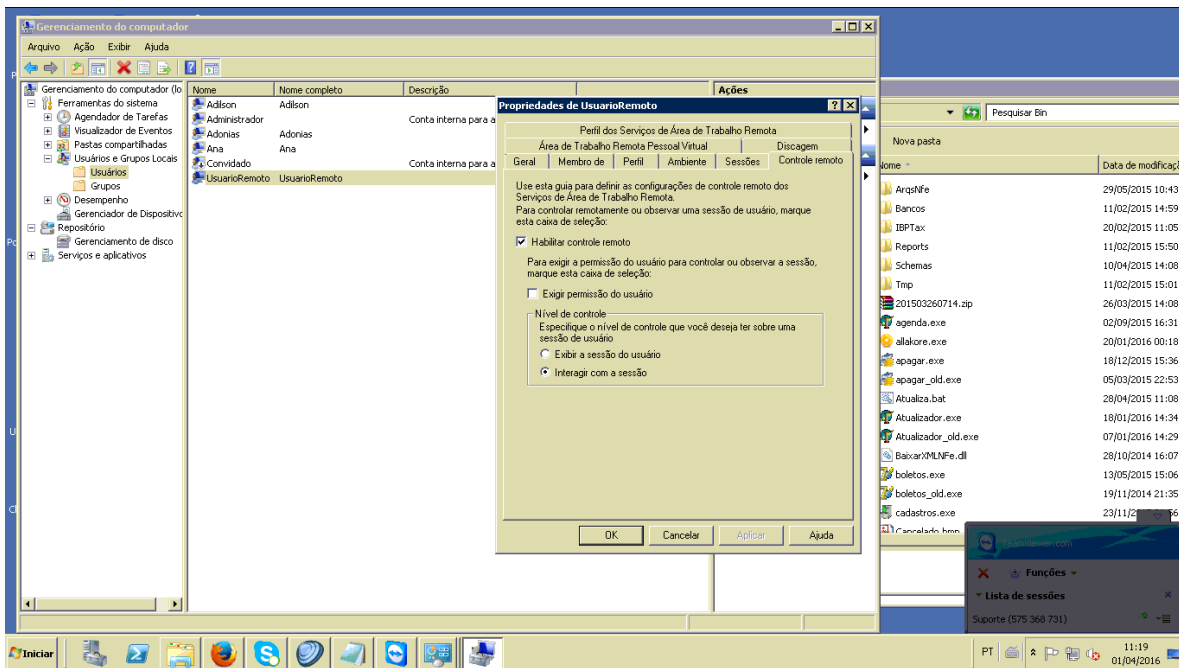 Gerenciamento do computador
Arquivo Ação Exibir Ajuda
Gerenciamento do computador (lo
Ferramentas do sistema
Agendador de Tarefas
Visualizador de Eventos
Pastas compartilhadas
Usuários e Grupos Locais
Usuários
Grupos
Desempenho
Gerenciador de Dispositivo
Repositório
Gerenciamento de disco
Serviços e aplicativos
Nome Nome completo Descrição
Adilson Adilson
Administrador Conta interna para a
Adonias Adonias
Ana Ana
Convidado Conta interna para a
UsuarioRemoto UsuarioRemoto
Ações
Propriedades de UsuarioRemoto
Perfil dos Serviços de Área de Trabalho Remota
Área de Trabalho Remota Pessoal Virtual Discagem
Geral Membro de Perfil Ambiente Sessões Controle remoto
Use esta guia para definir as configurações de controle remoto dos
Serviços de Área de Trabalho Remota.
Para controlar remotamente ou observar uma sessão de usuário, marque
esta caixa de seleção:
Habilitar controle remoto
Para exigir a permissão do usuário para controlar ou observar a sessão,
marque esta caixa de seleção:
Exigir permissão do usuário
Nível de controle
Especifique o nível de controle que você deseja ter sobre uma
sessão de usuário
Exibir a sessão do usuário
Interagir com a sessão
OK Cancelar Aplicar Ajuda
Pesquisar Bin
Nova pasta
Nome Data de modificaç
ArqsNfe 29/05/2015 10:43
Bancos 11/02/2015 14:59
IBPTax 20/02/2015 11:05
Reports 11/02/2015 15:50
Schemas 10/04/2015 14:08
Tmp 11/02/2015 15:01
201503260714.zip 26/03/2015 14:08
agenda.exe 02/09/2015 16:31
allakore.exe 20/01/2016 00:18
apagar.exe 18/12/2015 15:36
apagar_old.exe 05/03/2015 22:53
Atualiza.bat 28/04/2015 11:08
Atualizador.exe 18/01/2016 14:34
Atualizador_old.exe 07/01/2016 14:29
BaixarXMLNFe.dll 28/10/2014 16:07
boletos.exe 13/05/2015 15:06
boletos_old.exe 19/11/2014 21:35
cadastros.exe 23/11/2
Cancelado.bmp
teamviewer.com
Funções
Lista de sessões
Suporte (575 368 731)
Iniciar
PT
11:19
01/04/2016